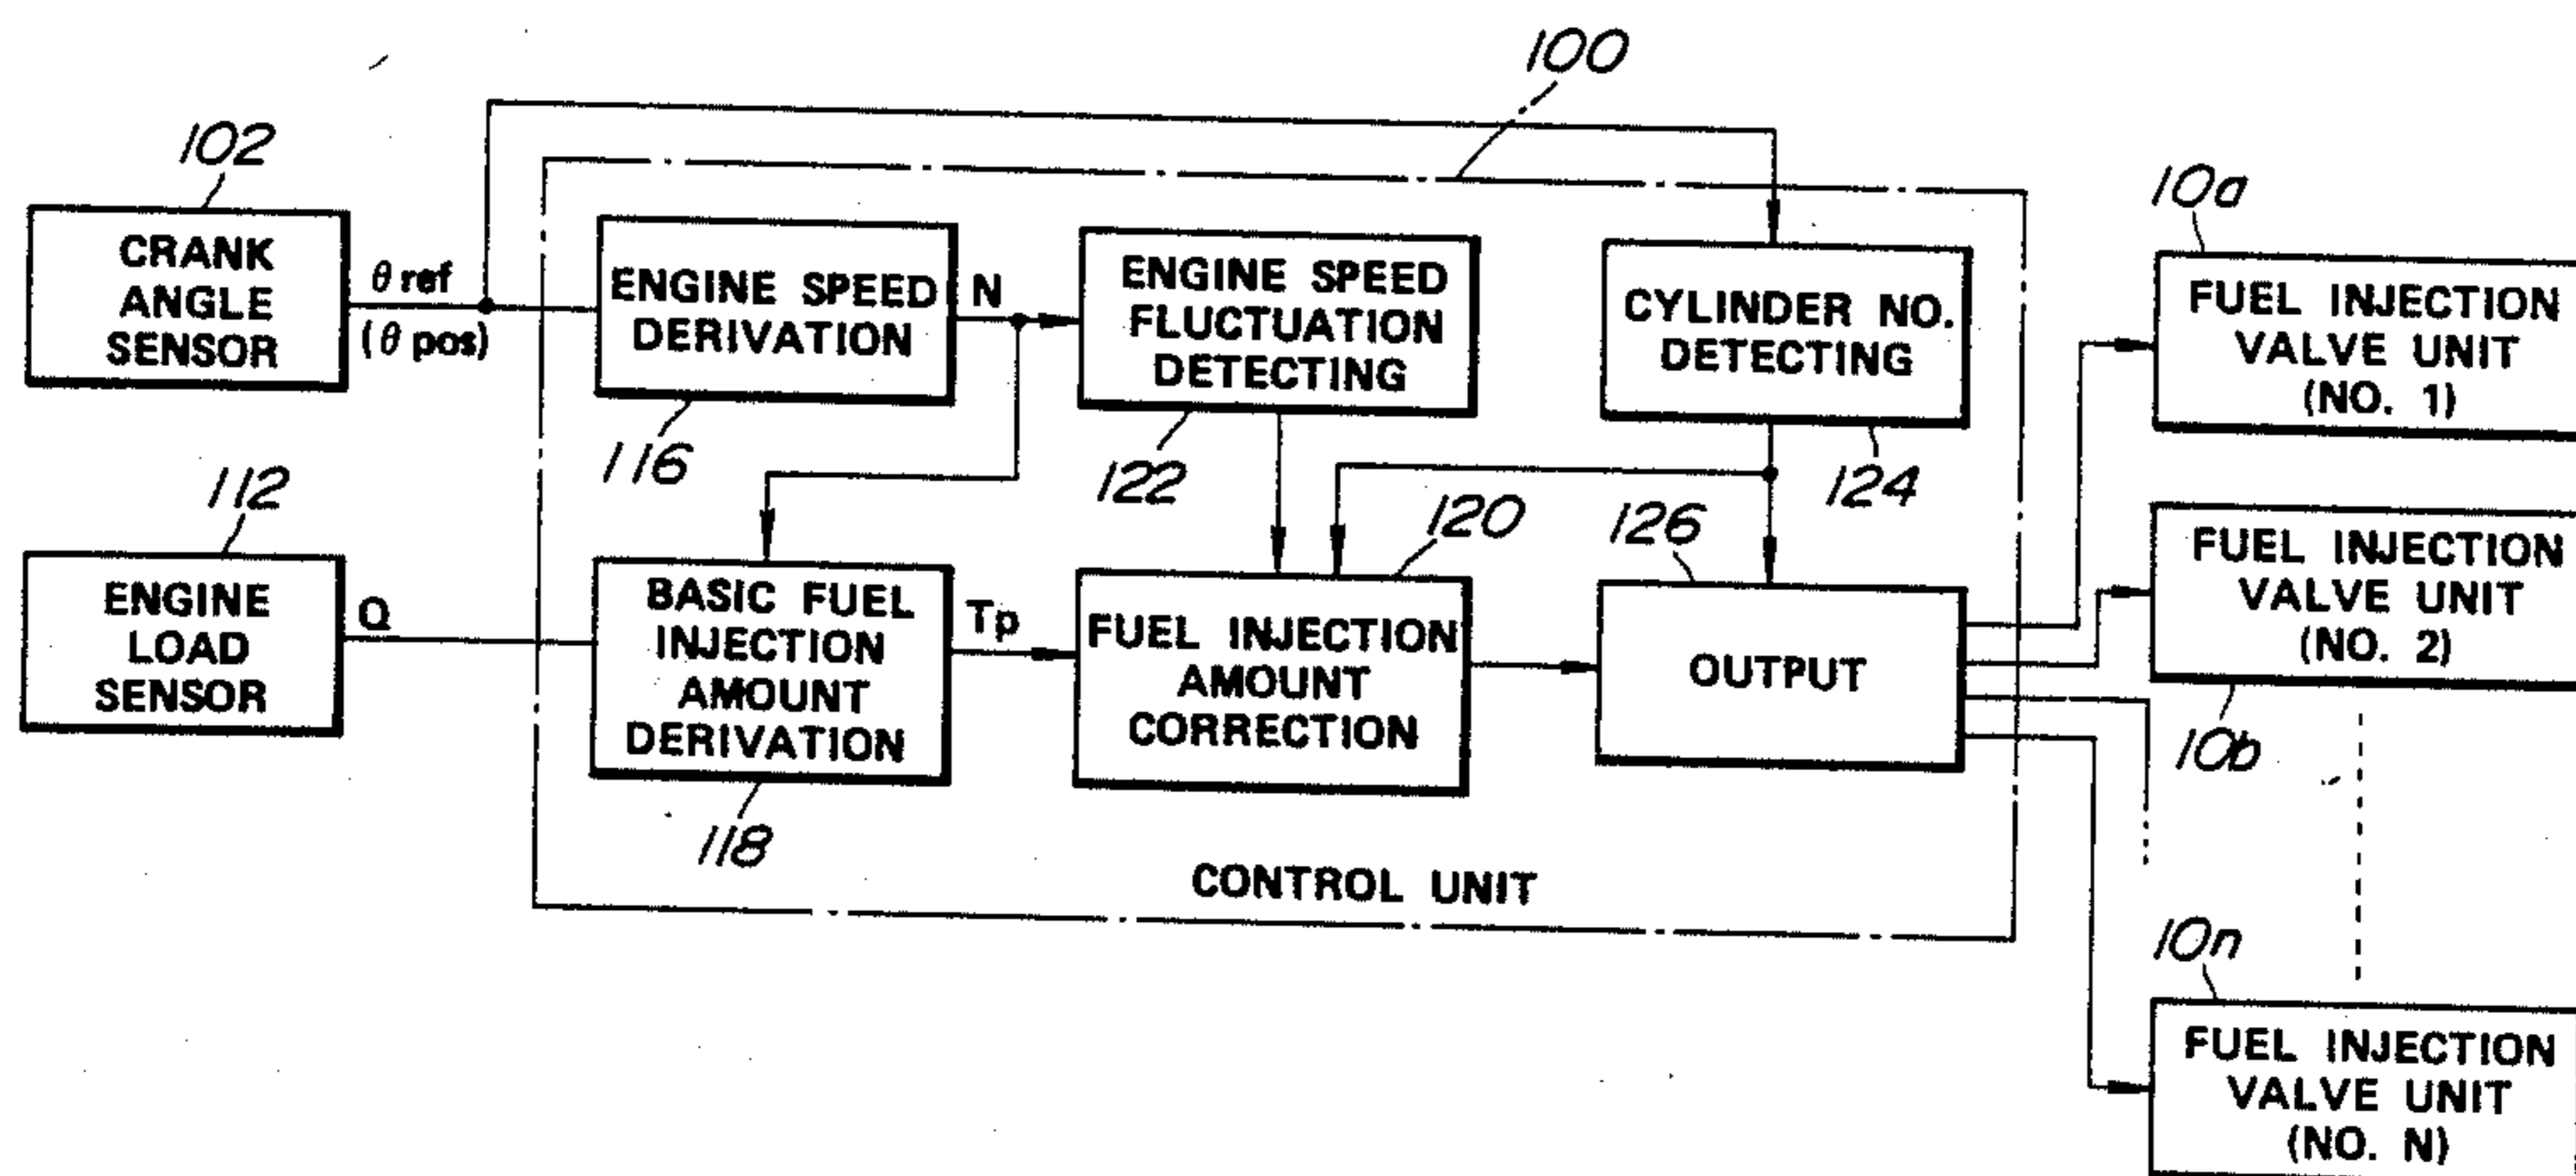 100
102
CRANK
ANGLE
SENSOR
θ ref
(θ pos)
ENGINE SPEED
DERIVATION
116
N
ENGINE SPEED
FLUCTUATION
DETECTING
122
CYLINDER NO.
DETECTING
124
10a
FUEL INJECTION
VALVE UNIT
(NO. 1)
112
ENGINE
LOAD
SENSOR
Q
BASIC FUEL
INJECTION
AMOUNT
DERIVATION
118
Tp
120
FUEL INJECTION
AMOUNT
CORRECTION
126
OUTPUT
FUEL INJECTION
VALVE UNIT
(NO. 2)
10b
CONTROL UNIT
10n
FUEL INJECTION
VALVE UNIT
(NO. N)